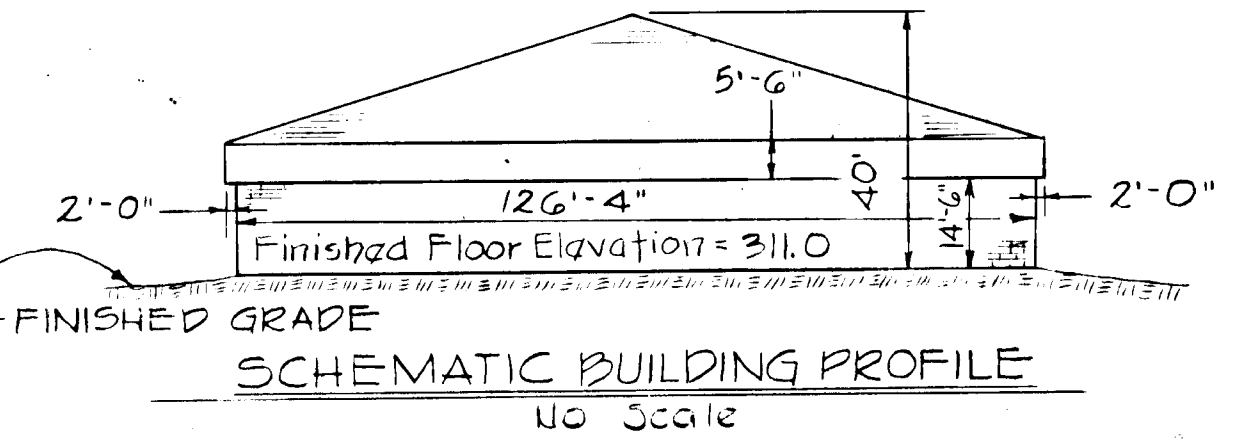 5'-6"
40'
2'-0"
126'-4"
14'-6"
2'-0"
Finished Floor Elevation = 311.0
FINISHED GRADE
SCHEMATIC BUILDING PROFILE
No Scale